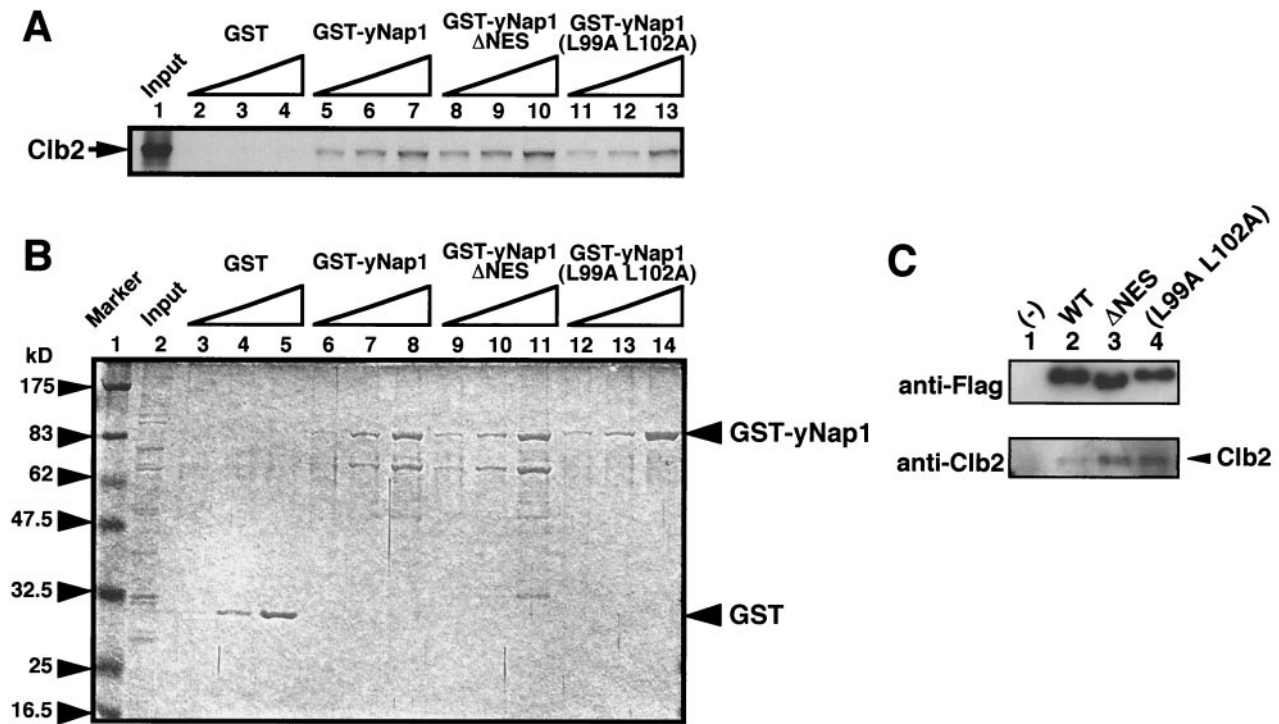 A
GST GST-yNap1 GST-yNap1 ΔNES GST-yNap1 (L99A L102A)
Input
1 2 3 4 5 6 7 8 9 10 11 12 13
Clb2
B
GST GST-yNap1 GST-yNap1 ΔNES GST-yNap1 (L99A L102A)
Marker Input
kD 1 2 3 4 5 6 7 8 9 10 11 12 13 14
175
83
62
47.5
32.5
25
16.5
GST-yNap1
GST
C
(-) WT ΔNES (L99A L102A)
1 2 3 4
anti-Flag
anti-Clb2 Clb2